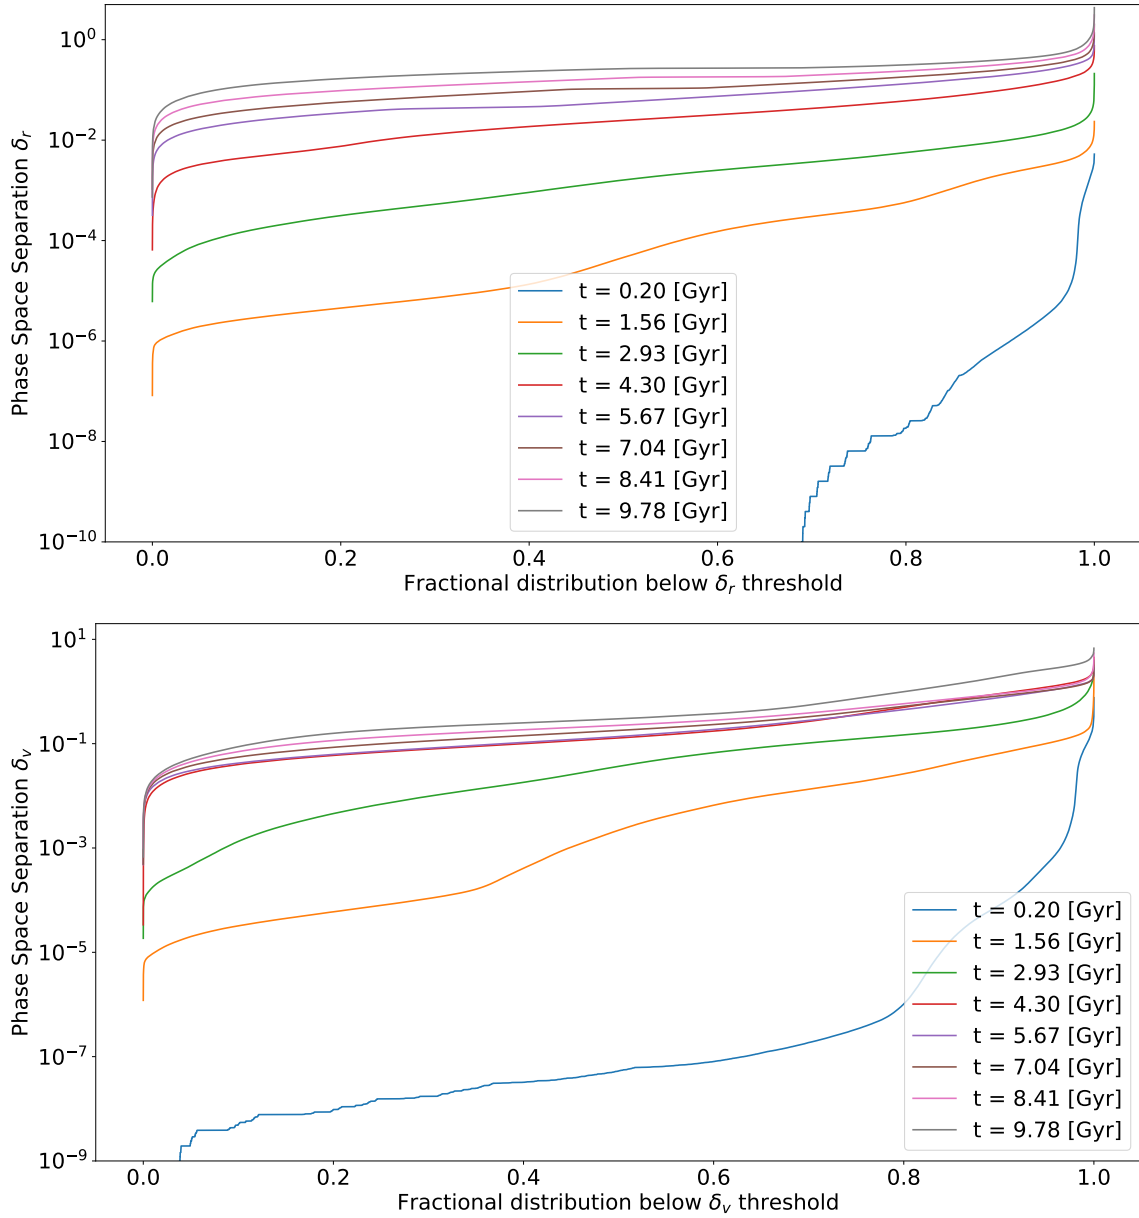 Phase Space Separation δ_r
10^0
10^-2
10^-4
10^-6
10^-8
10^-10
t = 0.20 [Gyr]
t = 1.56 [Gyr]
t = 2.93 [Gyr]
t = 4.30 [Gyr]
t = 5.67 [Gyr]
t = 7.04 [Gyr]
t = 8.41 [Gyr]
t = 9.78 [Gyr]
0.0 0.2 0.4 0.6 0.8 1.0
Fractional distribution below δ_r threshold
Phase Space Separation δ_v
10^1
10^-1
10^-3
10^-5
10^-7
10^-9
t = 0.20 [Gyr]
t = 1.56 [Gyr]
t = 2.93 [Gyr]
t = 4.30 [Gyr]
t = 5.67 [Gyr]
t = 7.04 [Gyr]
t = 8.41 [Gyr]
t = 9.78 [Gyr]
0.0 0.2 0.4 0.6 0.8 1.0
Fractional distribution below δ_v threshold